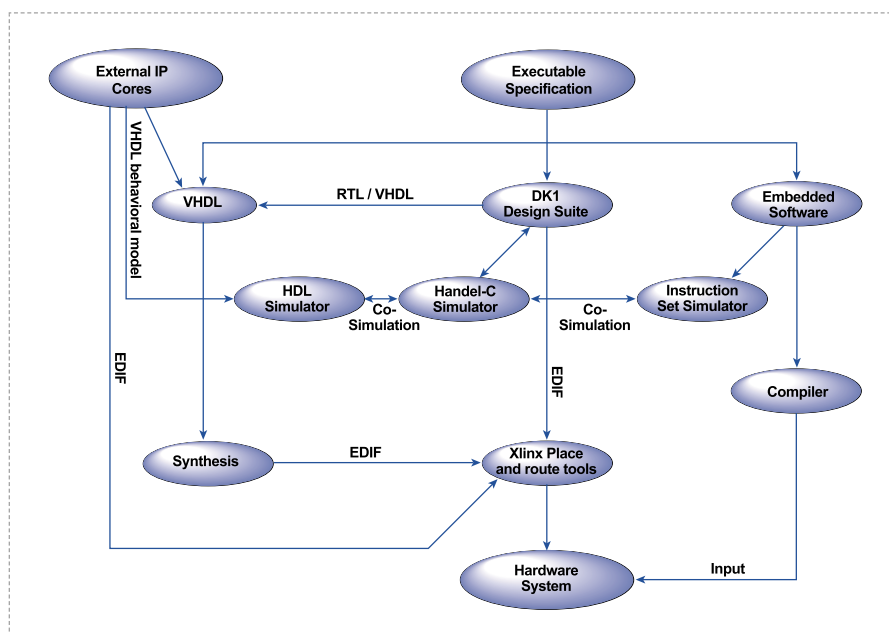 External IP
Cores
Executable
Specification
VHDL behavioral model
VHDL
RTL / VHDL
DK1
Design Suite
Embedded
Software
HDL
Simulator
Co-
Simulation
Handel-C
Simulator
Co-
Simulation
Instruction
Set Simulator
EDIF
EDIF
Compiler
Synthesis
EDIF
Xlinx Place
and route tools
Hardware
System
Input